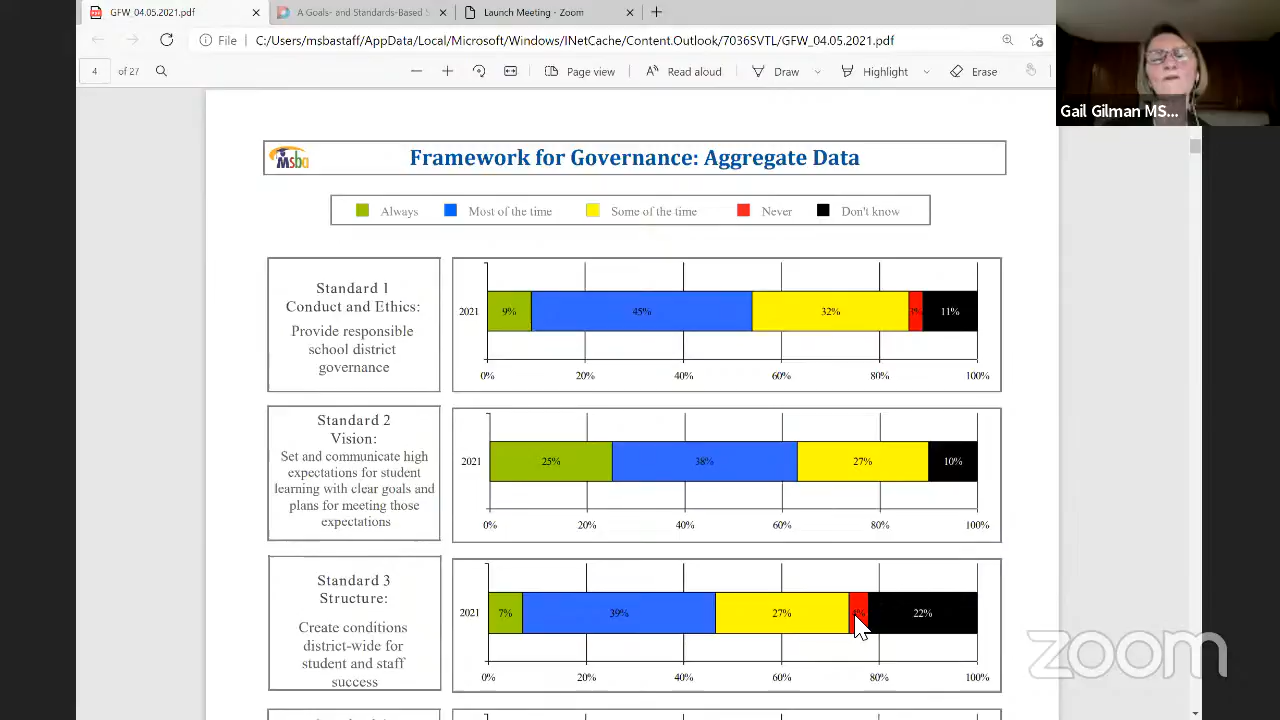 GFW_04.05.2021.pdf
A Goals- and Standards-Based S
Launch Meeting - Zoom
File
C:/Users/msbastaff/AppData/Local/Microsoft/Windows/INetCache/Content.Outlook/7036SVTL/GFW_04.05.2021.pdf
4 of 27
Page view
Read aloud
Draw
Highlight
Erase
Gail Gilman MS...
msba
Framework for Governance: Aggregate Data
Always Most of the time Some of the time Never Don't know
Standard 1
Conduct and Ethics:
Provide responsible
school district
governance
2021 9% 45% 32% 3% 11%
0% 20% 40% 60% 80% 100%
Standard 2
Vision:
Set and communicate high
expectations for student
learning with clear goals and
plans for meeting those
expectations
2021 25% 38% 27% 10%
0% 20% 40% 60% 80% 100%
Standard 3
Structure:
Create conditions
district-wide for
student and staff
success
2021 7% 39% 27% 4% 22%
0% 20% 40% 60% 80% 100%
zoom